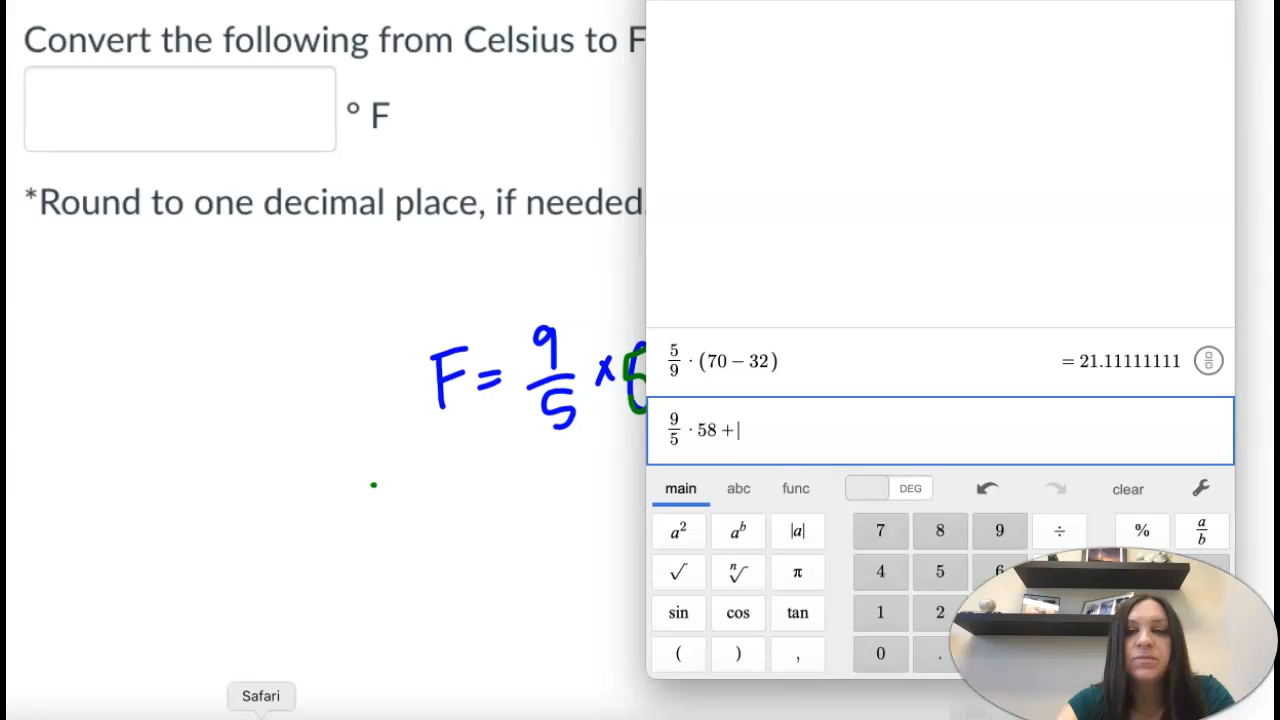 Convert the following from Celsius to F
° F
*Round to one decimal place, if needed.
F = 9/5 × 5
5/9 · (70 − 32) = 21.11111111
9/5 · 58 +
main abc func DEG clear
a² aᵇ |a| 7 8 9 ÷ % a/b
√ ⁿ√ π 4 5 6
sin cos tan 1 2
( ) , 0 .
Safari